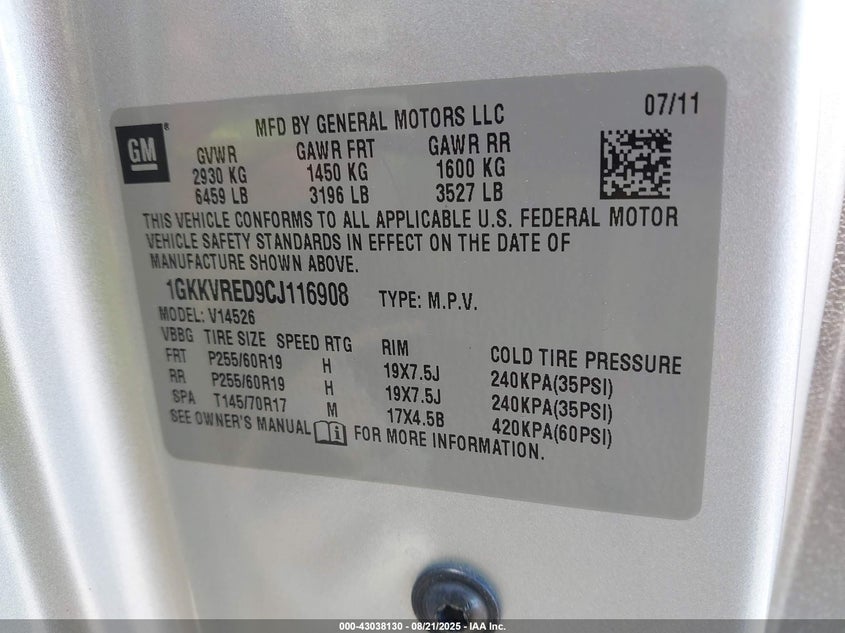 07/11
GM®
MFD BY GENERAL MOTORS LLC
GVWR GAWR FRT GAWR RR
2930 KG 1450 KG 1600 KG
6459 LB 3196 LB 3527 LB
THIS VEHICLE CONFORMS TO ALL APPLICABLE U.S. FEDERAL MOTOR
VEHICLE SAFETY STANDARDS IN EFFECT ON THE DATE OF
MANUFACTURE SHOWN ABOVE.
1GKKVRED9CJ116908 TYPE: M.P.V.
MODEL: V14526
VBBG TIRE SIZE SPEED RTG RIM COLD TIRE PRESSURE
FRT P255/60R19 H 19X7.5J 240KPA(35PSI)
RR P255/60R19 H 19X7.5J 240KPA(35PSI)
SPA T145/70R17 M 17X4.5B 420KPA(60PSI)
SEE OWNER'S MANUAL i FOR MORE INFORMATION.
000-43038130 - 08/21/2025 - IAA Inc.